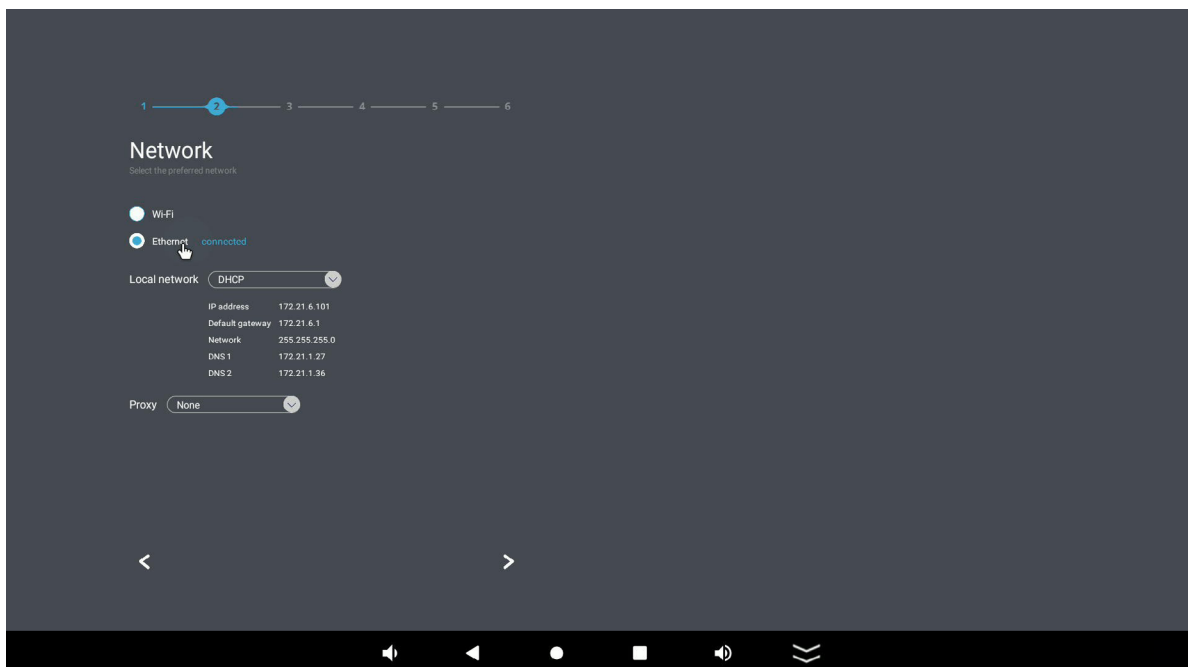 1 2 3 4 5 6
Network
Select the preferred network
Wi-Fi
Ethernet connected
Local network DHCP
IP address 172.21.6.101
Default gateway 172.21.6.1
Network 255.255.255.0
DNS 1 172.21.1.27
DNS 2 172.21.1.36
Proxy None